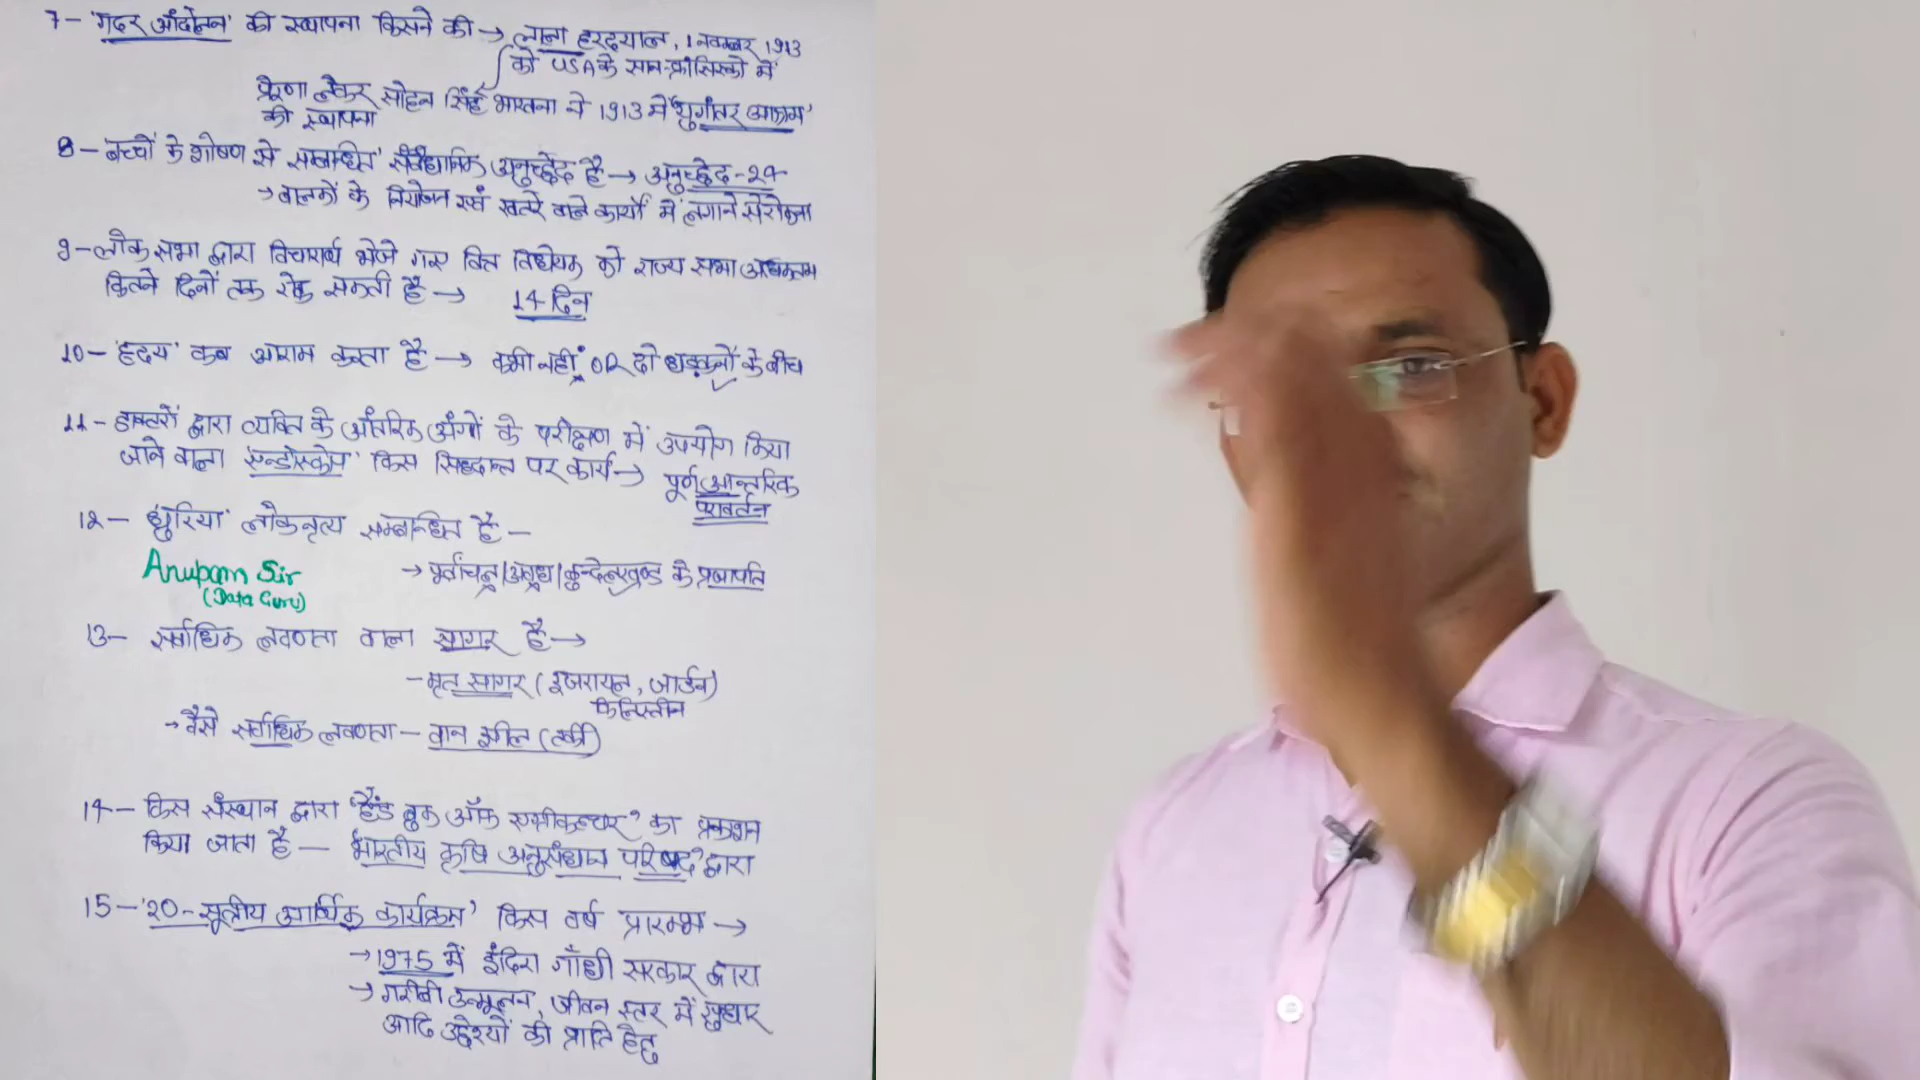 7- 'गदर आंदोलन' की स्थापना किसने की → लाला हरदयाल, 1 नवम्बर 1913
को USA के सान-फ्रांसिस्को में
प्रेरणा लेकर सोहन सिंह भाखना ने 1913 में "युगांतर आश्रम'
की स्थापना
8- 'बच्चों के शोषण से सम्बन्धित' संवैधानिक अनुच्छेद है → अनुच्छेद-24
→ बालकों के नियोजन एवं खतरे वाले कार्यों में लगाने से रोकना
9- लोक सभा द्वारा विचारार्थ भेजे गए वित्त विधेयक को राज्य सभा अधिकतम
कितने दिनों तक रोक सकती है → 14 दिन
10- 'हृदय' कब आराम करता है → कभी नहीं OR दो धड़कनों के बीच
11- डाक्टरों द्वारा व्यक्ति के आंतरिक अंगों के परीक्षण में उपयोग किया
जाने वाला 'एन्डोस्कोप' किस सिद्धान्त पर कार्य → पूर्ण आन्तरिक
परावर्तन
12- 'धुरिया' लोकनृत्य सम्बन्धित है -
Anupam Sir
(Data Guru)
→ पूर्वांचल/अवध/बुन्देलखण्ड के प्रजापति
13- सर्वाधिक लवणता वाला सागर है →
- मृत सागर (इजरायल, जार्डन)
फिलिस्तीन
→ वैसे सर्वाधिक लवणता - वान झील (तुर्की)
14- किस संस्थान द्वारा 'हैंड बुक ऑफ एग्रीकल्चर' का प्रकाशन
किया जाता है - 'भारतीय कृषि अनुसंधान परिषद' द्वारा
15- '20-सूत्रीय आर्थिक कार्यक्रम' किस वर्ष प्रारम्भ →
→ 1975 में इंदिरा गाँधी सरकार द्वारा
→ गरीबी उन्मूलन, जीवन स्तर में सुधार
आदि उद्देश्यों की प्राप्ति हेतु